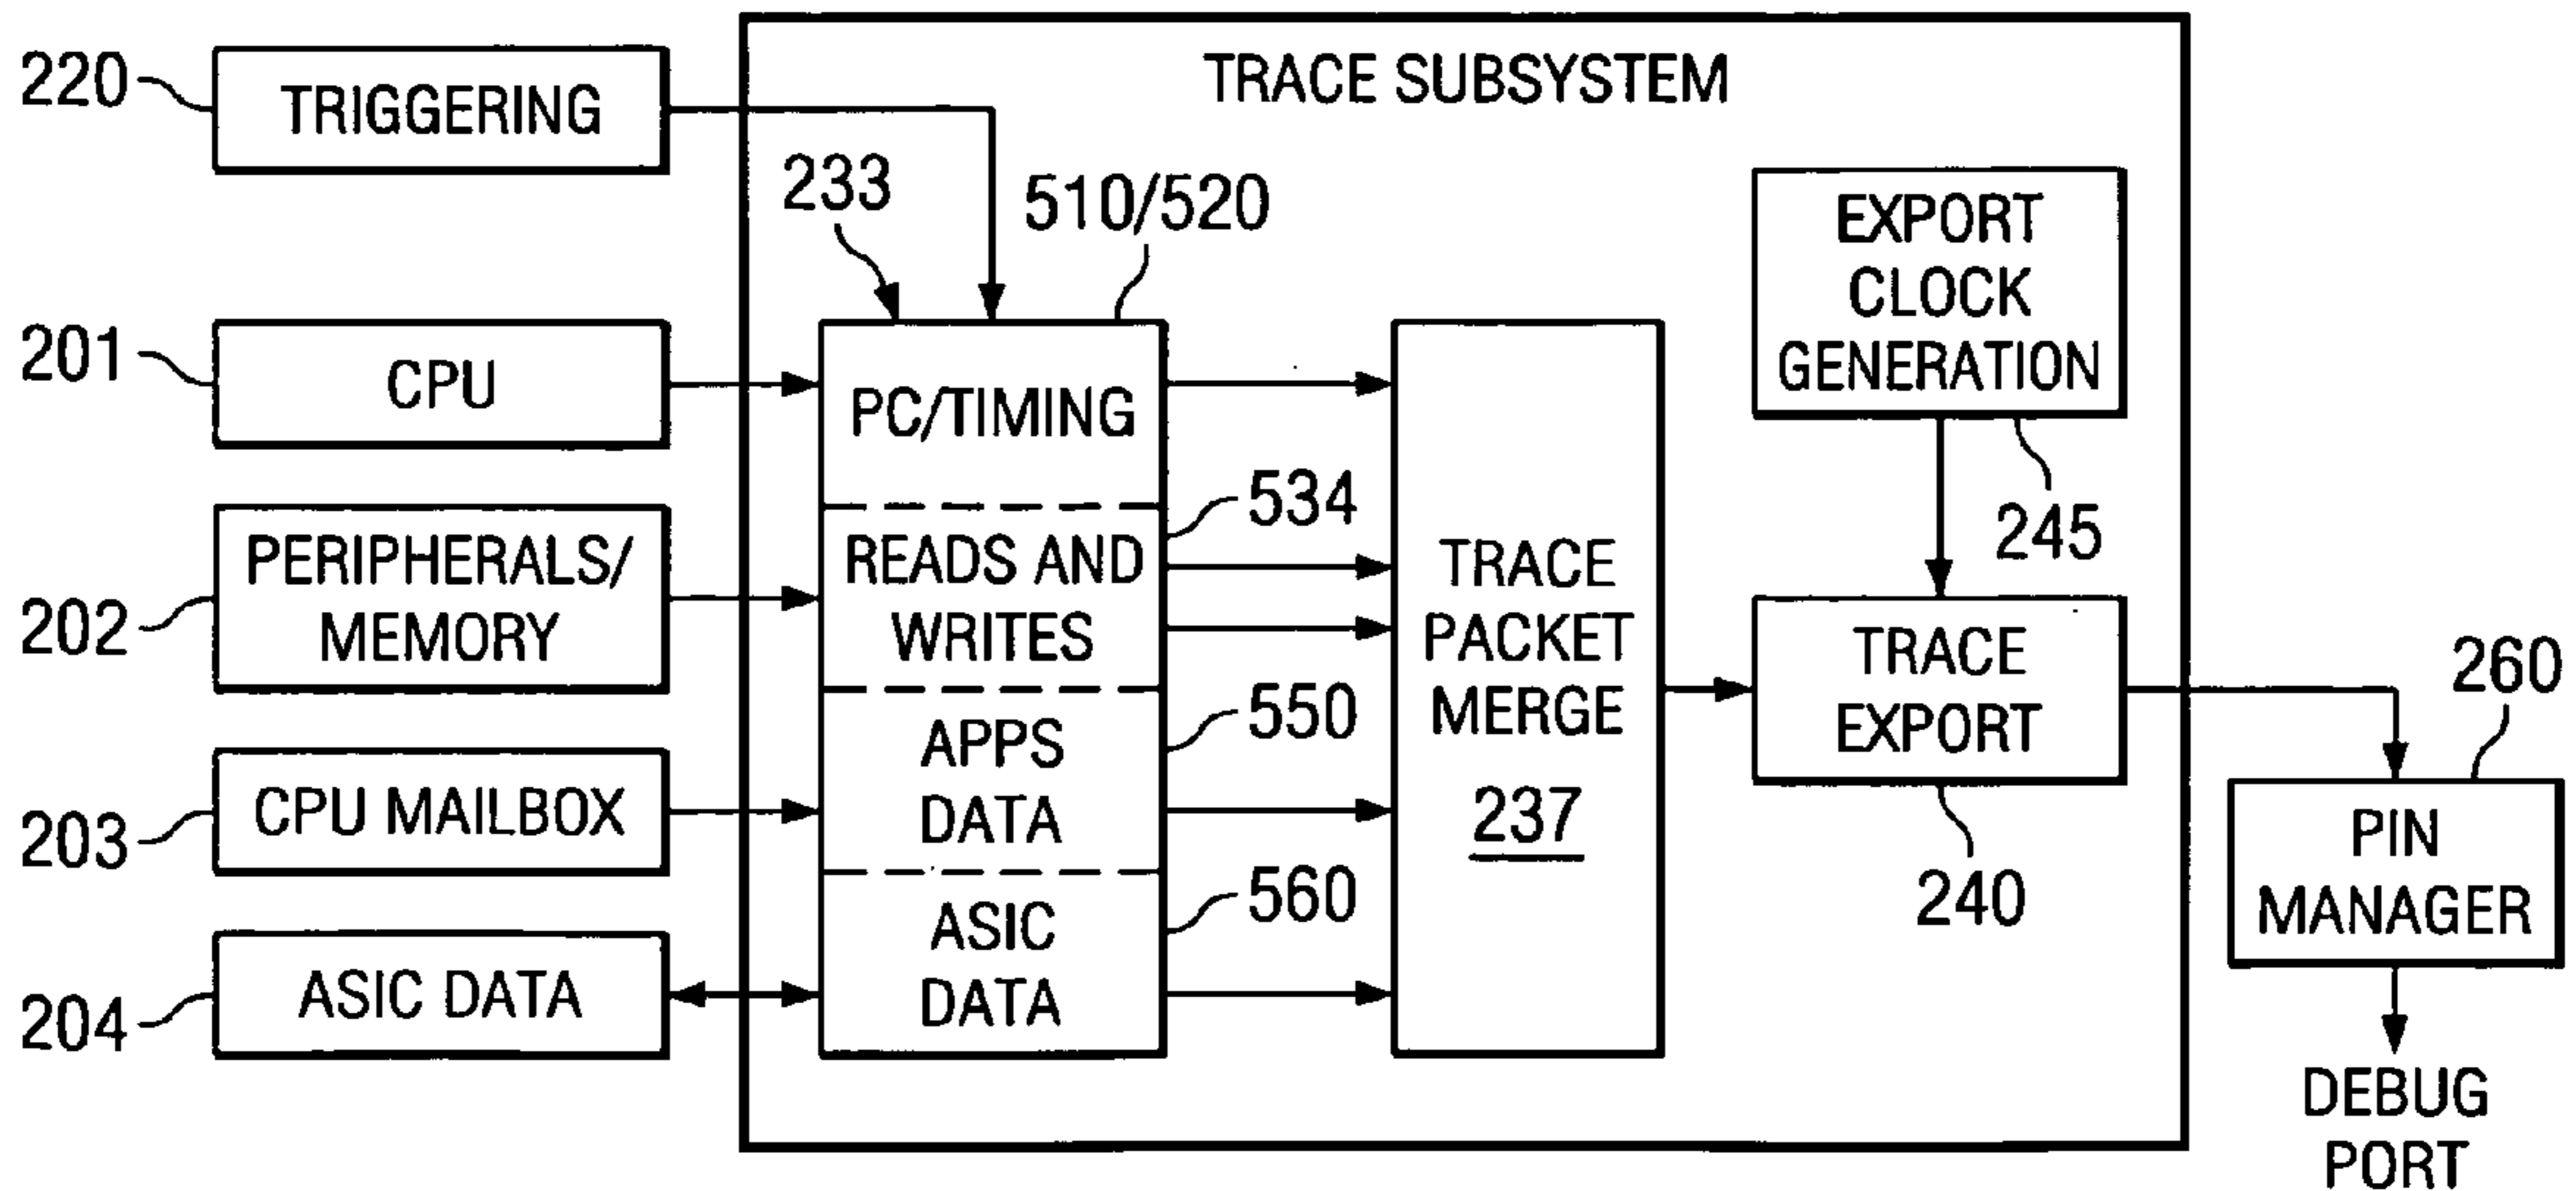 TRACE SUBSYSTEM
220
TRIGGERING
233
510/520
201
CPU
PC/TIMING
EXPORT
CLOCK
GENERATION
245
202
PERIPHERALS/
MEMORY
534
READS AND
WRITES
203
CPU MAILBOX
550
APPS
DATA
204
ASIC DATA
560
ASIC
DATA
TRACE
PACKET
MERGE
237
TRACE
EXPORT
240
260
PIN
MANAGER
DEBUG
PORT